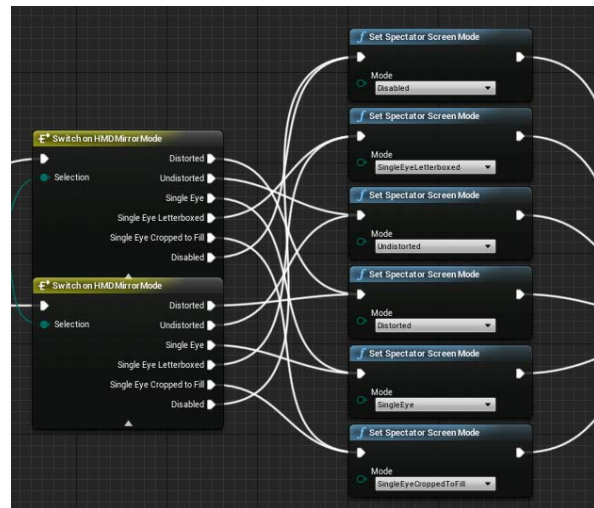 Switch on HMDMirrorMode
Distorted
Selection
Undistorted
Single Eye
Single Eye Letterboxed
Single Eye Cropped to Fill
Disabled
Switch on HMDMirrorMode
Distorted
Selection
Undistorted
Single Eye
Single Eye Letterboxed
Single Eye Cropped to Fill
Disabled
f Set Spectator Screen Mode
Mode
Disabled
f Set Spectator Screen Mode
Mode
SingleEyeLetterboxed
f Set Spectator Screen Mode
Mode
Undistorted
f Set Spectator Screen Mode
Mode
Distorted
f Set Spectator Screen Mode
Mode
SingleEye
f Set Spectator Screen Mode
Mode
SingleEyeCroppedToFill